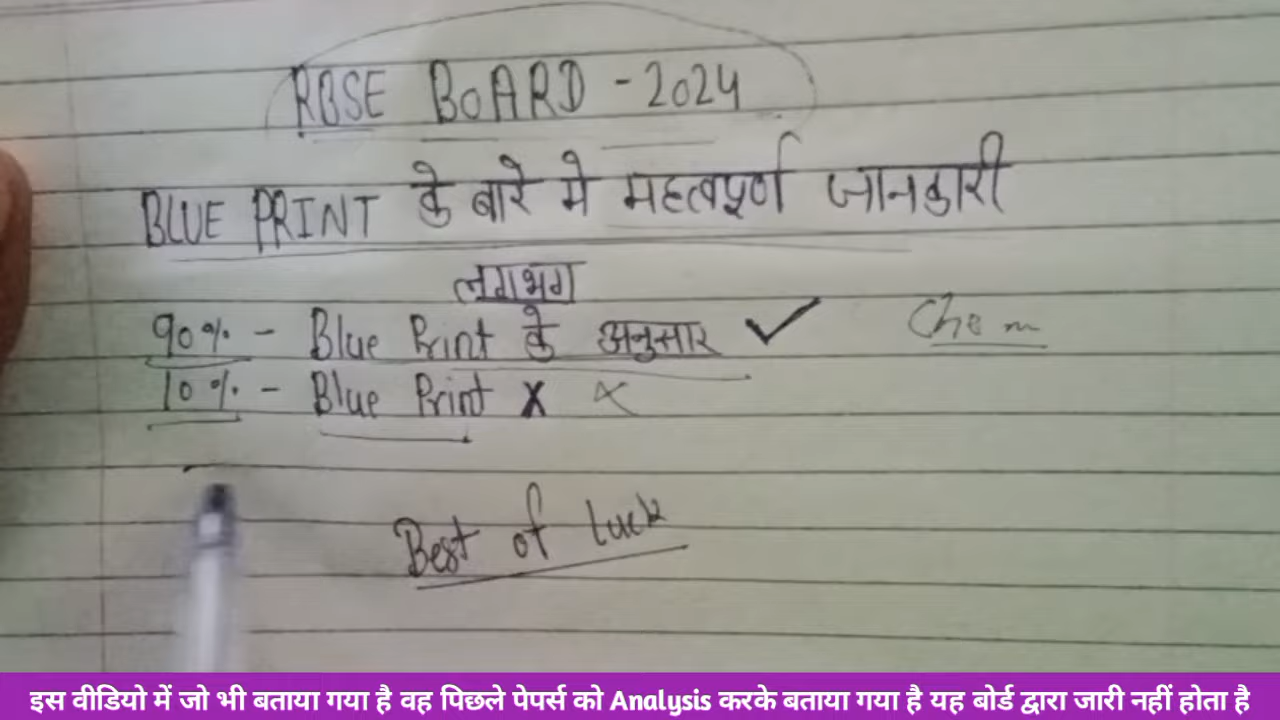 RBSE BOARD - 2024
BLUE PRINT के बारे मे महत्वपूर्ण जानकारी
लगभग
90% - Blue Print के अनुसार ✓ Chem
10% - Blue Print X X
Best of luck
इस वीडियो में जो भी बताया गया है वह पिछले पेपर्स को Analysis करके बताया गया है यह बोर्ड द्वारा जारी नहीं होता है